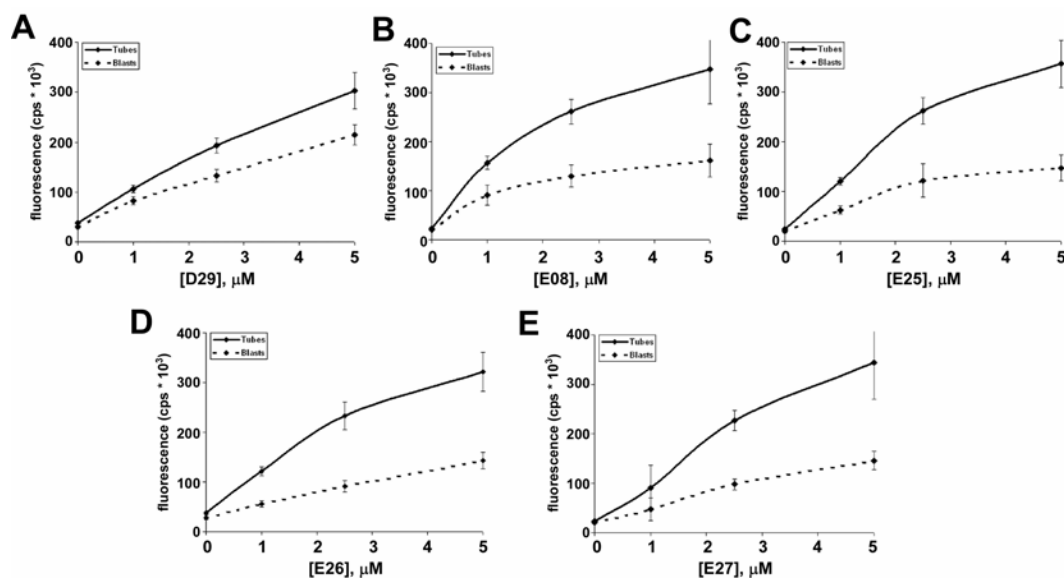 A
fluorescence (cps * 10³)
400
300
200
100
0
Tubes
Blasts
0 1 2 3 4 5
[D29], μM
B
400
300
200
100
0
Tubes
Blasts
0 1 2 3 4 5
[E08], μM
C
400
300
200
100
0
Tubes
Blasts
0 1 2 3 4 5
[E25], μM
fluorescence (cps * 10³)
fluorescence (cps * 10³)
D
fluorescence (cps * 10³)
400
300
200
100
0
Tubes
Blasts
0 1 2 3 4 5
[E26], μM
E
fluorescence (cps * 10³)
400
300
200
100
0
Tubes
Blasts
0 1 2 3 4 5
[E27], μM